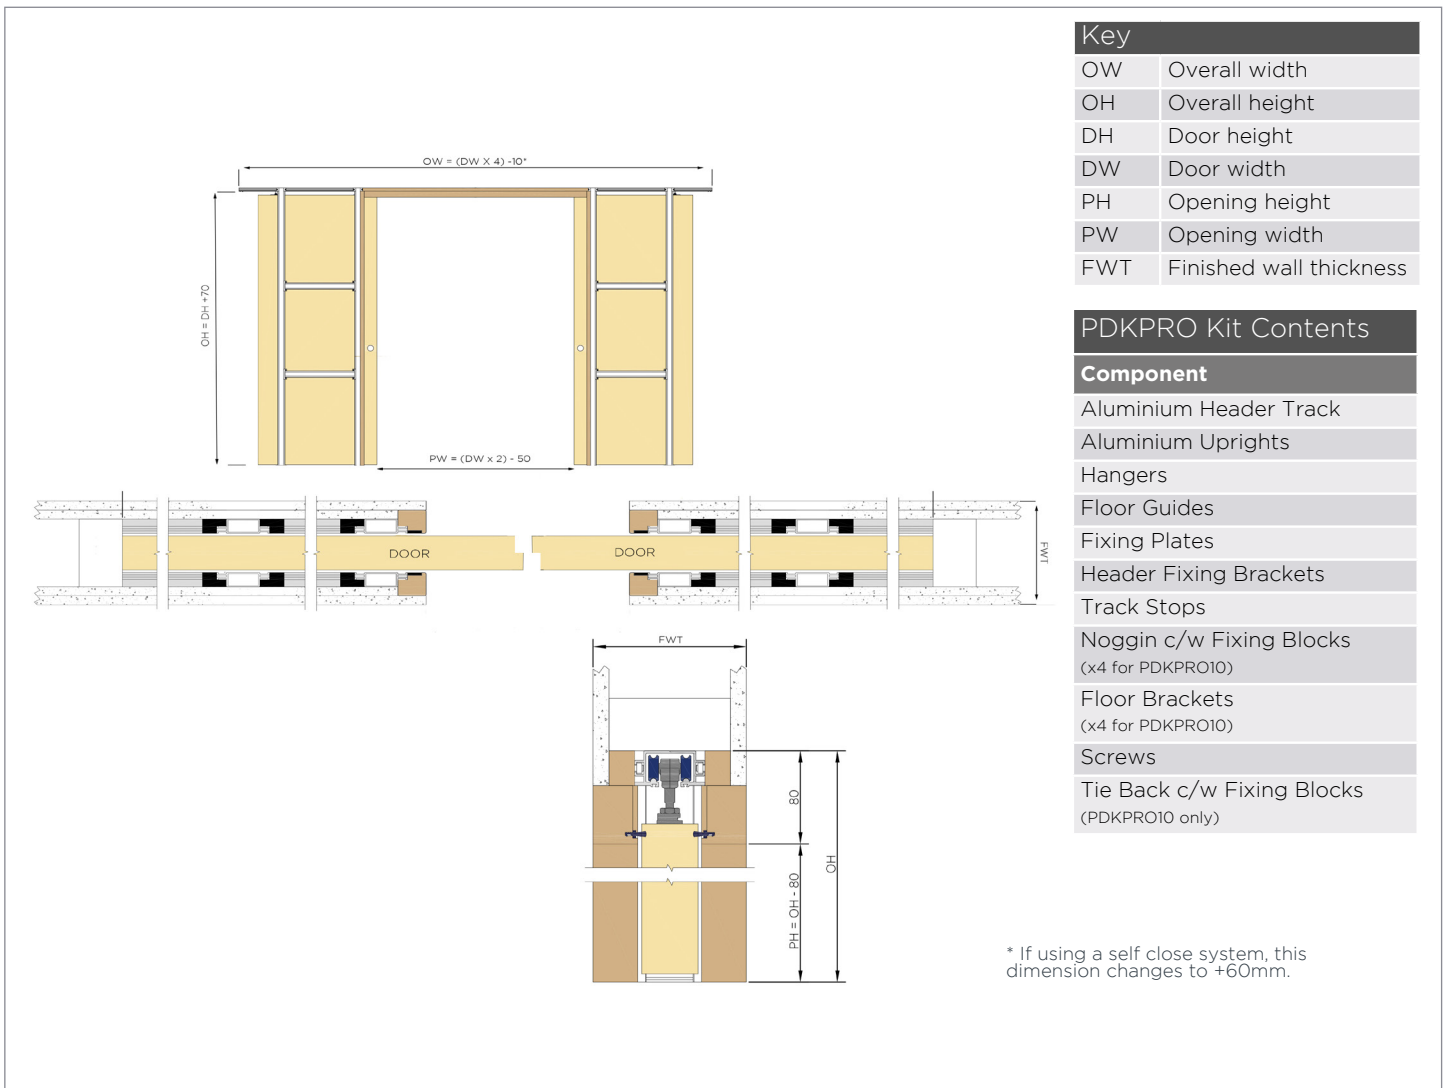 OW = (DW X 4) -10*
OH = DH +70
PW = (DW x 2) - 50
DOOR
DOOR
FWT
FWT
80
OH
PH = OH - 80
Key
OW Overall width
OH Overall height
DH Door height
DW Door width
PH Opening height
PW Opening width
FWT Finished wall thickness
PDKPRO Kit Contents
Component
Aluminium Header Track
Aluminium Uprights
Hangers
Floor Guides
Fixing Plates
Header Fixing Brackets
Track Stops
Noggin c/w Fixing Blocks
(x4 for PDKPRO10)
Floor Brackets
(x4 for PDKPRO10)
Screws
Tie Back c/w Fixing Blocks
(PDKPRO10 only)
* If using a self close system, this
dimension changes to +60mm.